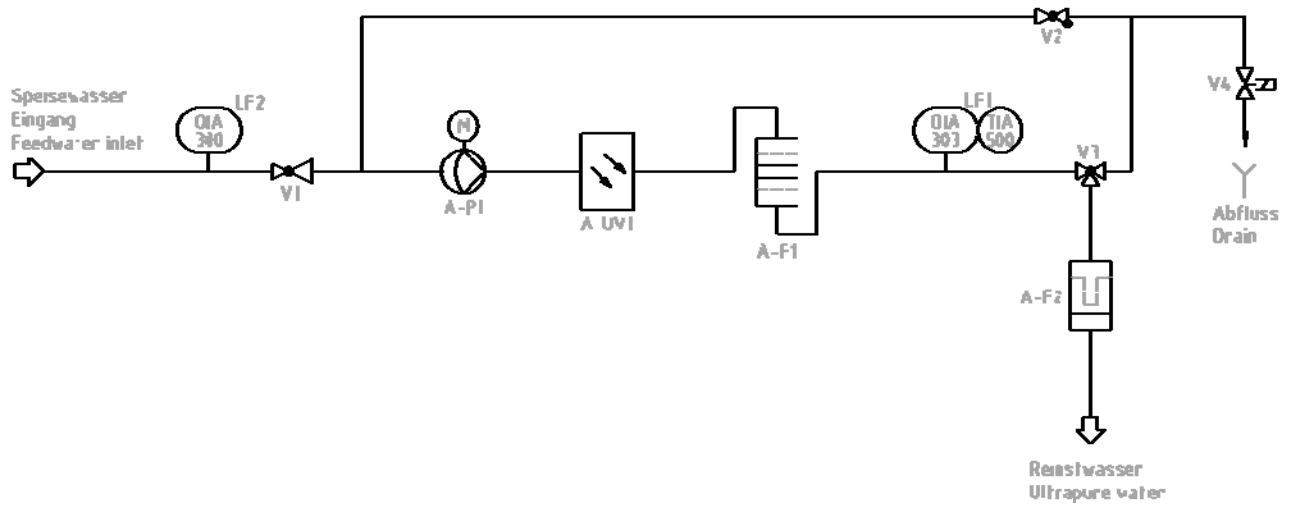 V2
Speisewasser
Eingang
Feedwater inlet
LF2
QIA
340
V1
M
A-P1
A UV1
A-F1
LF1
QIA
303
TIA
500
V3
V4
Abfluss
Drain
A-F2
Reinstwasser
Ultrapure water